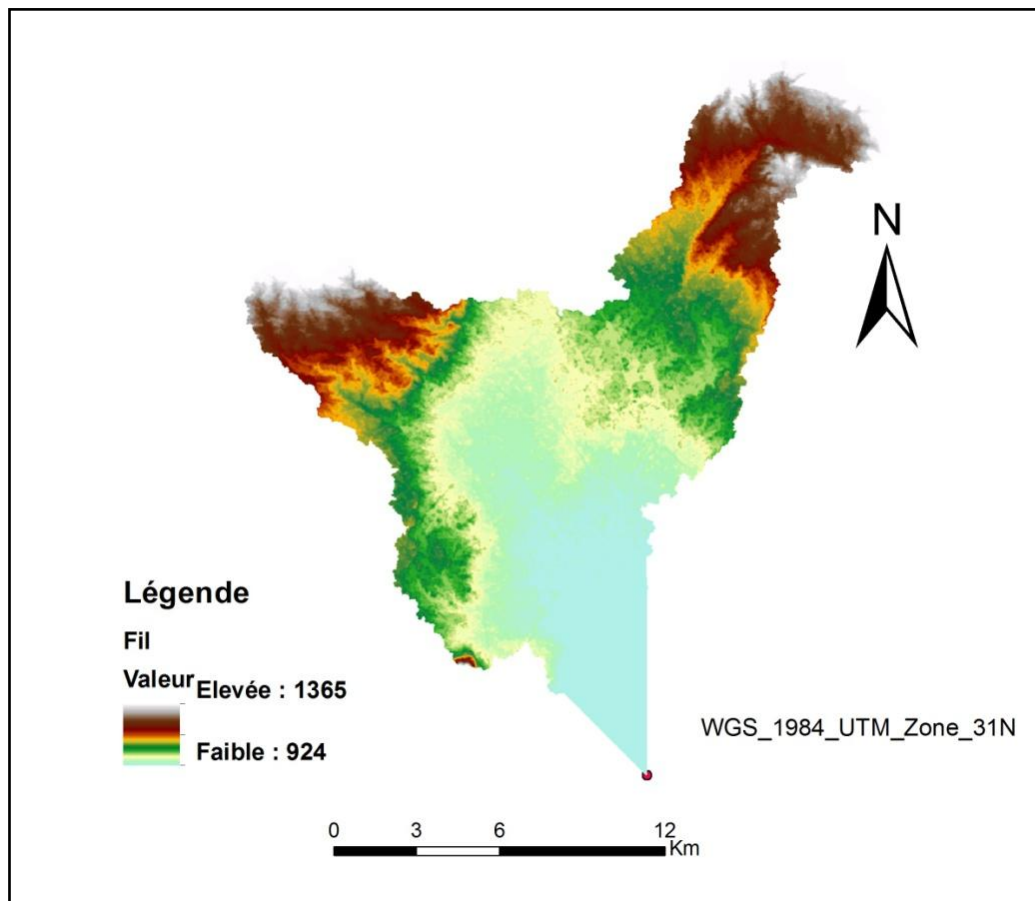 N
Légende
Fil
Valeur
Elevée : 1365
Faible : 924
WGS_1984_UTM_Zone_31N
0 3 6 12
Km